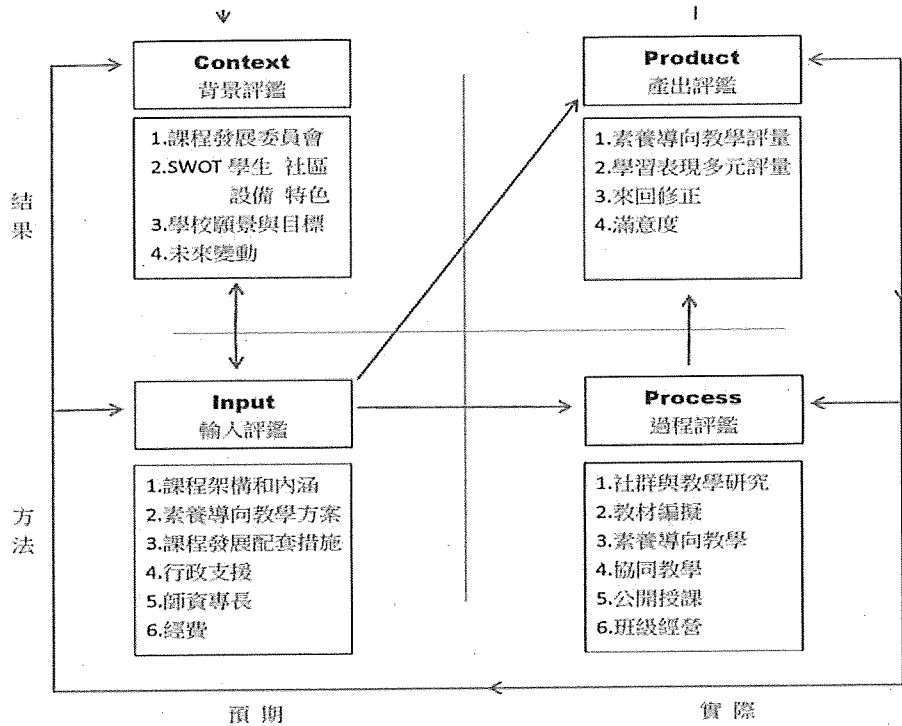 Context
背景評鑑
1.課程發展委員會
2.SWOT 學生 社區
設備 特色
3.學校願景與目標
4.未來變動
Product
產出評鑑
1.素養導向教學評量
2.學習表現多元評量
3.來回修正
4.滿意度
結果
Input
輸入評鑑
1.課程架構和內涵
2.素養導向教學方案
3.課程發展配套措施
4.行政支援
5.師資專長
6.經費
Process
過程評鑑
1.社群與教學研究
2.教材編擬
3.素養導向教學
4.協同教學
5.公開授課
6.班級經營
方法
預期
實際